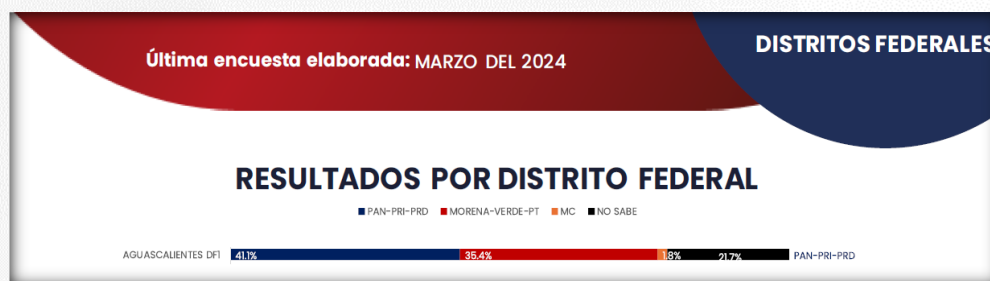 Última encuesta elaborada: MARZO DEL 2024
DISTRITOS FEDERALES
RESULTADOS POR DISTRITO FEDERAL
PAN-PRI-PRD MORENA-VERDE-PT MC NO SABE
AGUASCALIENTES DF1 41.1% 35.4% 1.8% 21.7% PAN-PRI-PRD